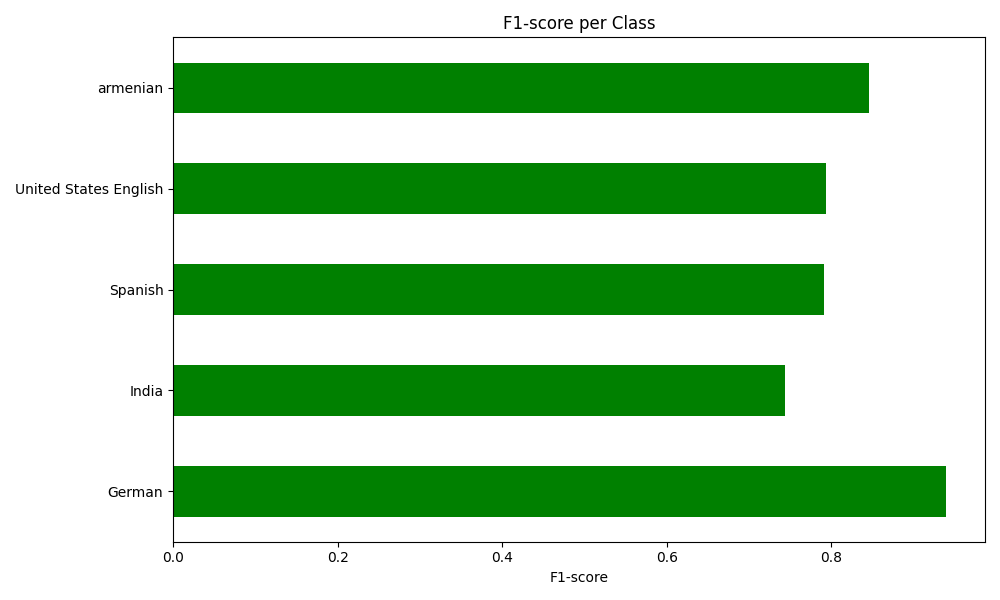 F1-score per Class
armenian
United States English
Spanish
India
German
0.0 0.2 0.4 0.6 0.8
F1-score